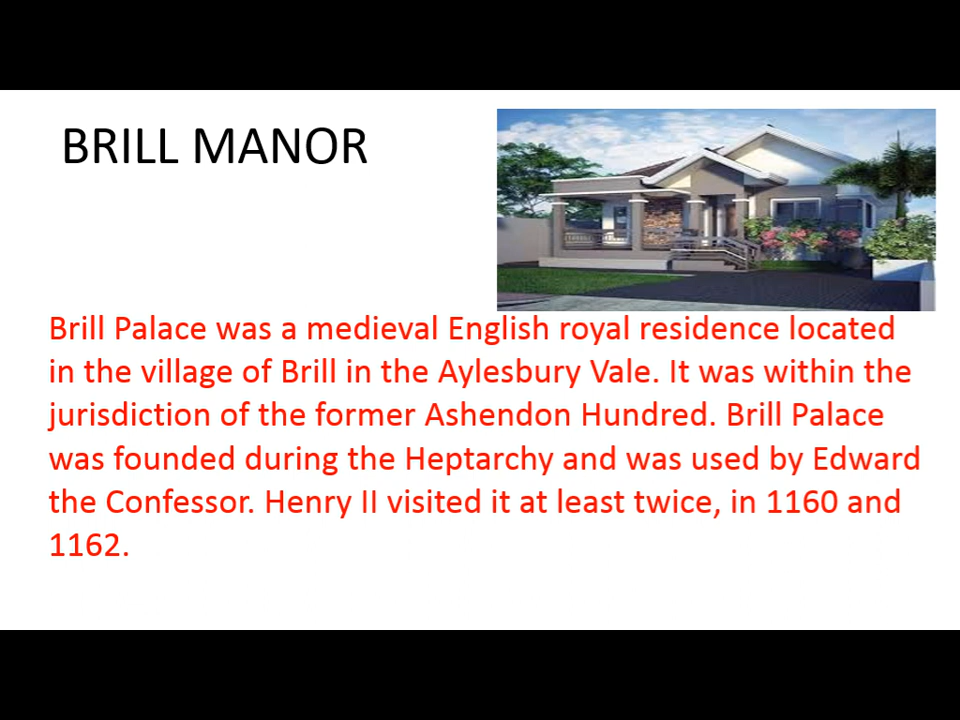 BRILL MANOR
Brill Palace was a medieval English royal residence located
in the village of Brill in the Aylesbury Vale. It was within the
jurisdiction of the former Ashendon Hundred. Brill Palace
was founded during the Heptarchy and was used by Edward
the Confessor. Henry II visited it at least twice, in 1160 and
1162.